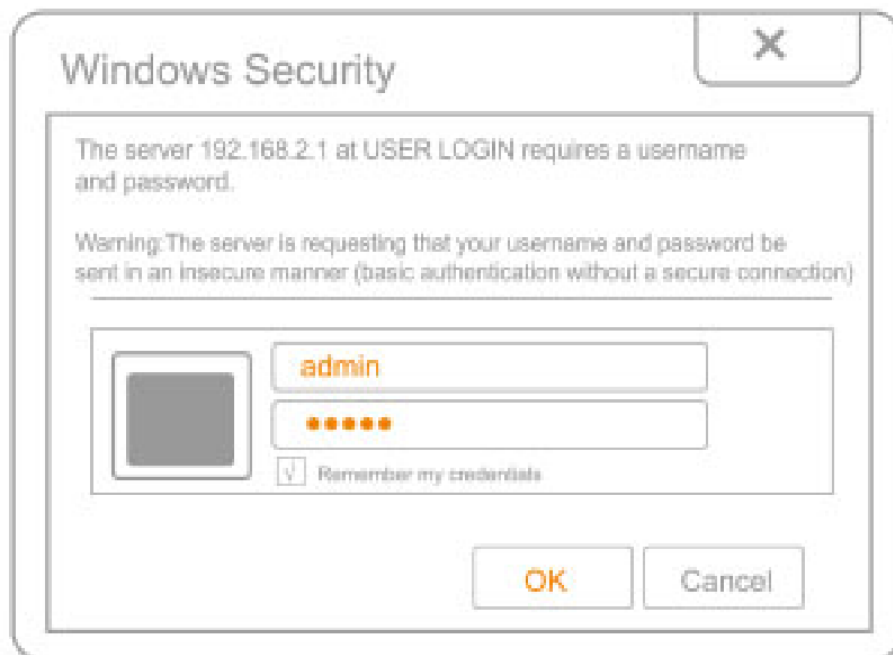 Windows Security
The server 192.168.2.1 at USER LOGIN requires a username
and password.
Warning:The server is requesting that your username and password be
sent in an insecure manner (basic authentication without a secure connection)
admin
●●●●●
Remember my credentials
OK
Cancel